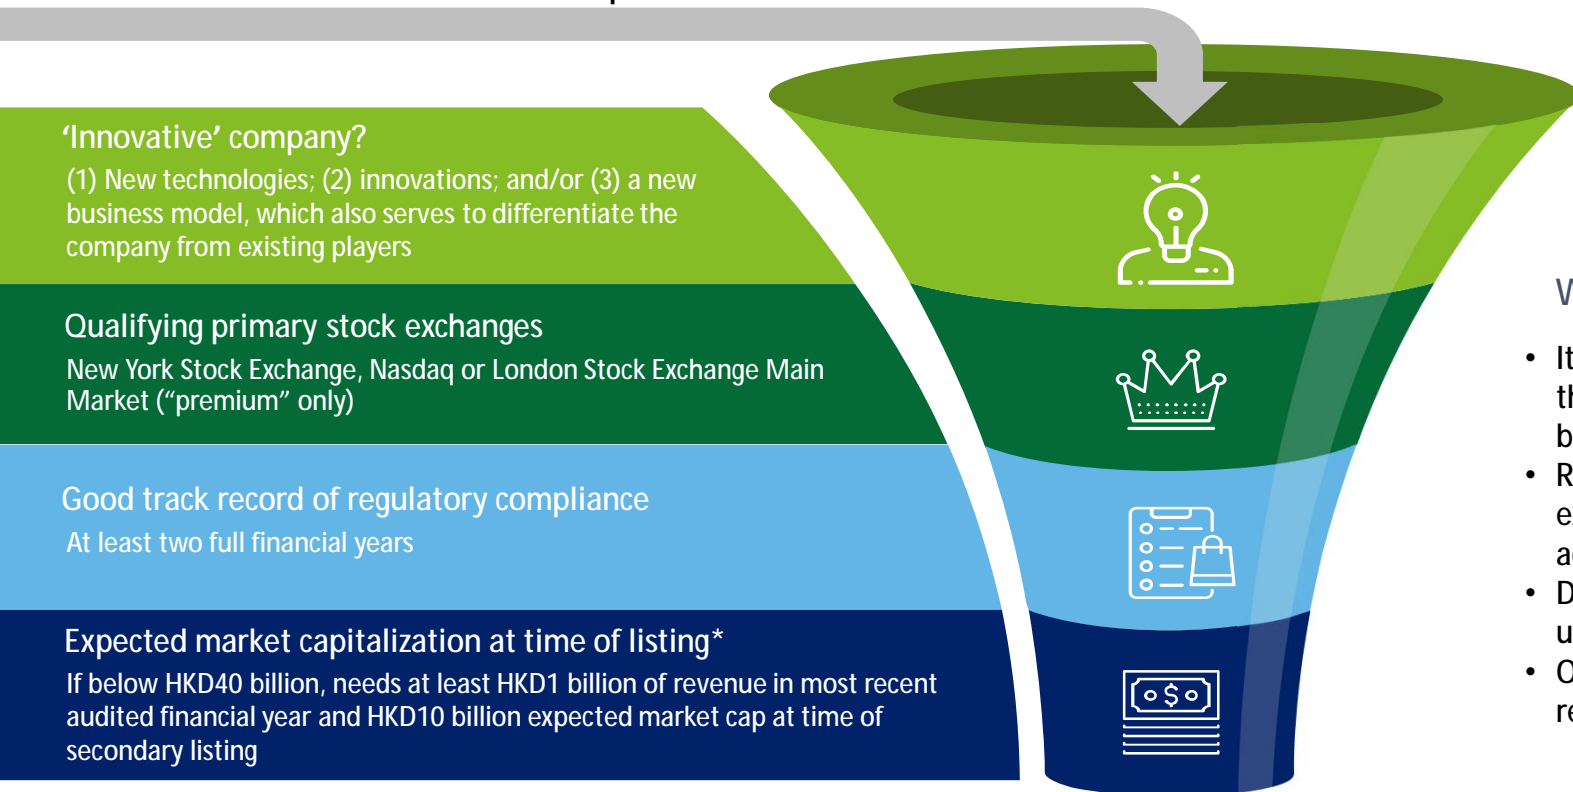 ‘Innovative’ company?
(1) New technologies; (2) innovations; and/or (3) a new
business model, which also serves to differentiate the
company from existing players
Qualifying primary stock exchanges
New York Stock Exchange, Nasdaq or London Stock Exchange Main
Market (“premium” only)
Good track record of regulatory compliance
At least two full financial years
Expected market capitalization at time of listing*
If below HKD40 billion, needs at least HKD1 billion of revenue in most recent
audited financial year and HKD10 billion expected market cap at time of
secondary listing
$
• It
•
•
•